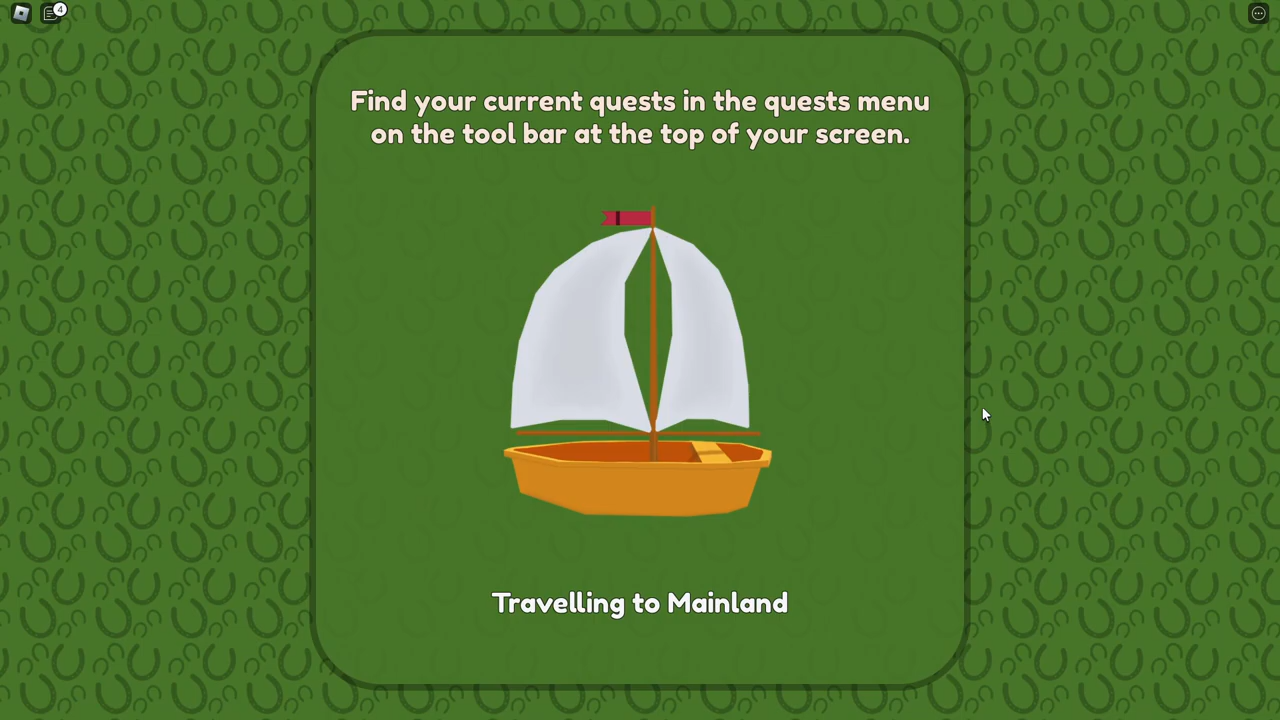 4
Find your current quests in the quests menu
on the tool bar at the top of your screen.
Travelling to Mainland